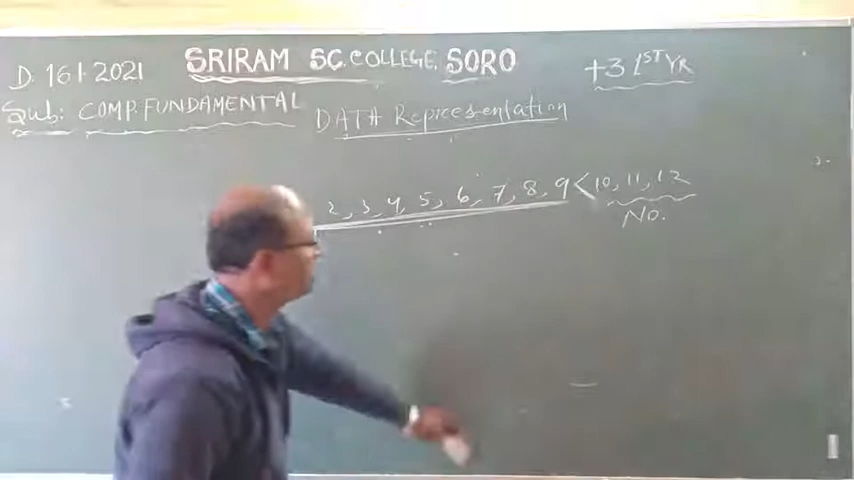 D. 16 1. 2021 SRIRAM SC. COLLEGE, SORO +3 1ST YR
Sub: COMP. FUNDAMENTAL
DATA Representation
2, 3, 4, 5, 6, 7, 8, 9 < 10, 11, 12
No.